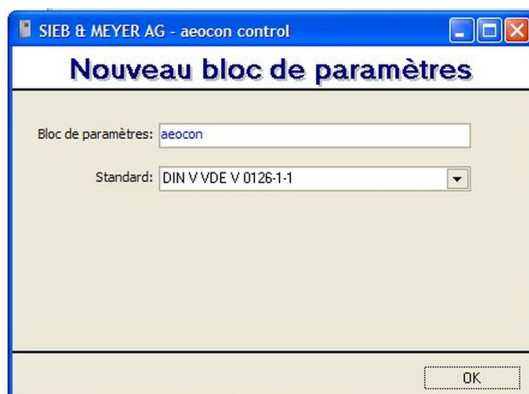 SIEB & MEYER AG - aeocon control
Nouveau bloc de paramètres
Bloc de paramètres: aeocon
Standard: DIN V VDE V 0126-1-1
OK